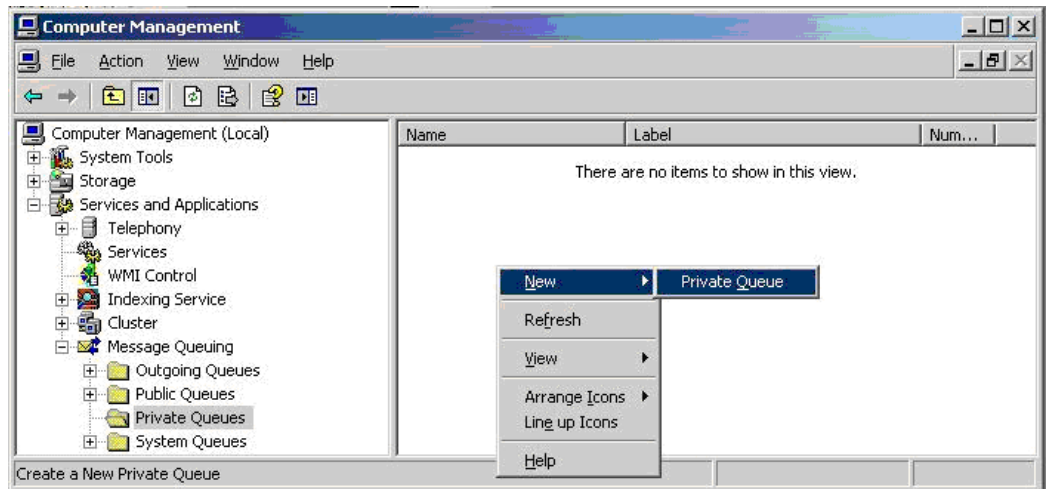 Computer Management
File Action View Window Help
Computer Management (Local)
System Tools
Storage
Services and Applications
Telephony
Services
WMI Control
Indexing Service
Cluster
Message Queuing
Outgoing Queues
Public Queues
Private Queues
System Queues
Name Label Num...
There are no items to show in this view.
New
Private Queue
Refresh
View
Arrange Icons
Line up Icons
Help
Create a New Private Queue